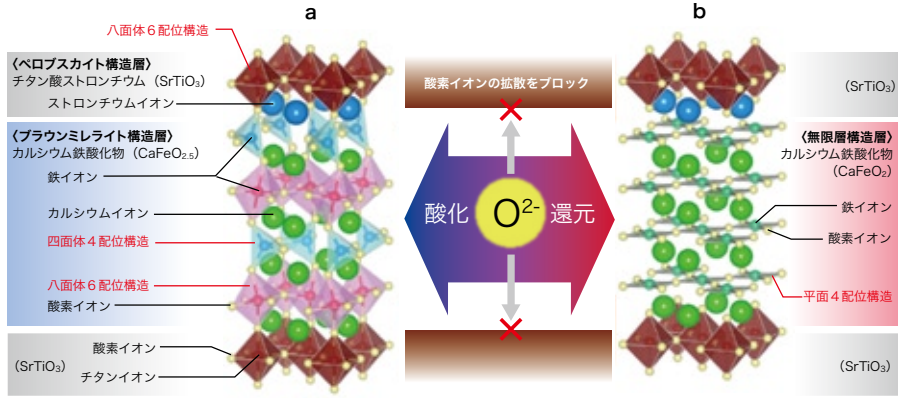 a
八面体6配位構造
〈ペロブスカイト構造層〉
チタン酸ストロンチウム（SrTiO₃）
ストロンチウムイオン
〈ブラウンミレライト構造層〉
カルシウム鉄酸化物（CaFeO₂.₅）
鉄イオン
カルシウムイオン
四面体4配位構造
八面体6配位構造
酸素イオン
酸素イオン
(SrTiO₃)
チタンイオン
酸素イオンの拡散をブロック
酸化
O²⁻
還元
b
(SrTiO₃)
〈無限層構造層〉
カルシウム鉄酸化物
(CaFeO₂)
鉄イオン
酸素イオン
平面4配位構造
(SrTiO₃)